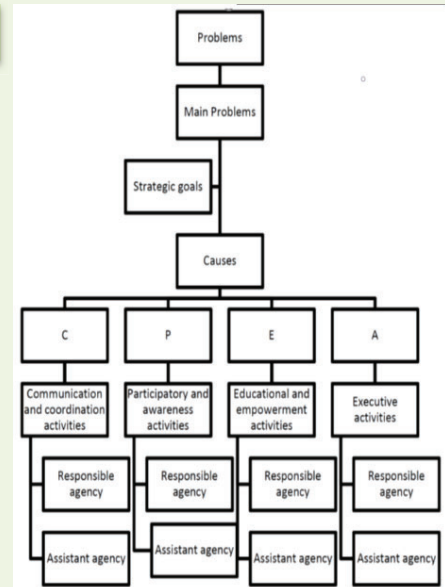 Problems
Main Problems
Strategic goals
Causes
C
P
E
A
Communication
and coordination
activities
Participatory and
awareness
activities
Educational and
empowerment
activities
Executive
activities
Responsible
agency
Responsible
agency
Responsible
agency
Responsible
agency
Assistant agency
Assistant agency
Assistant agency
Assistant agency